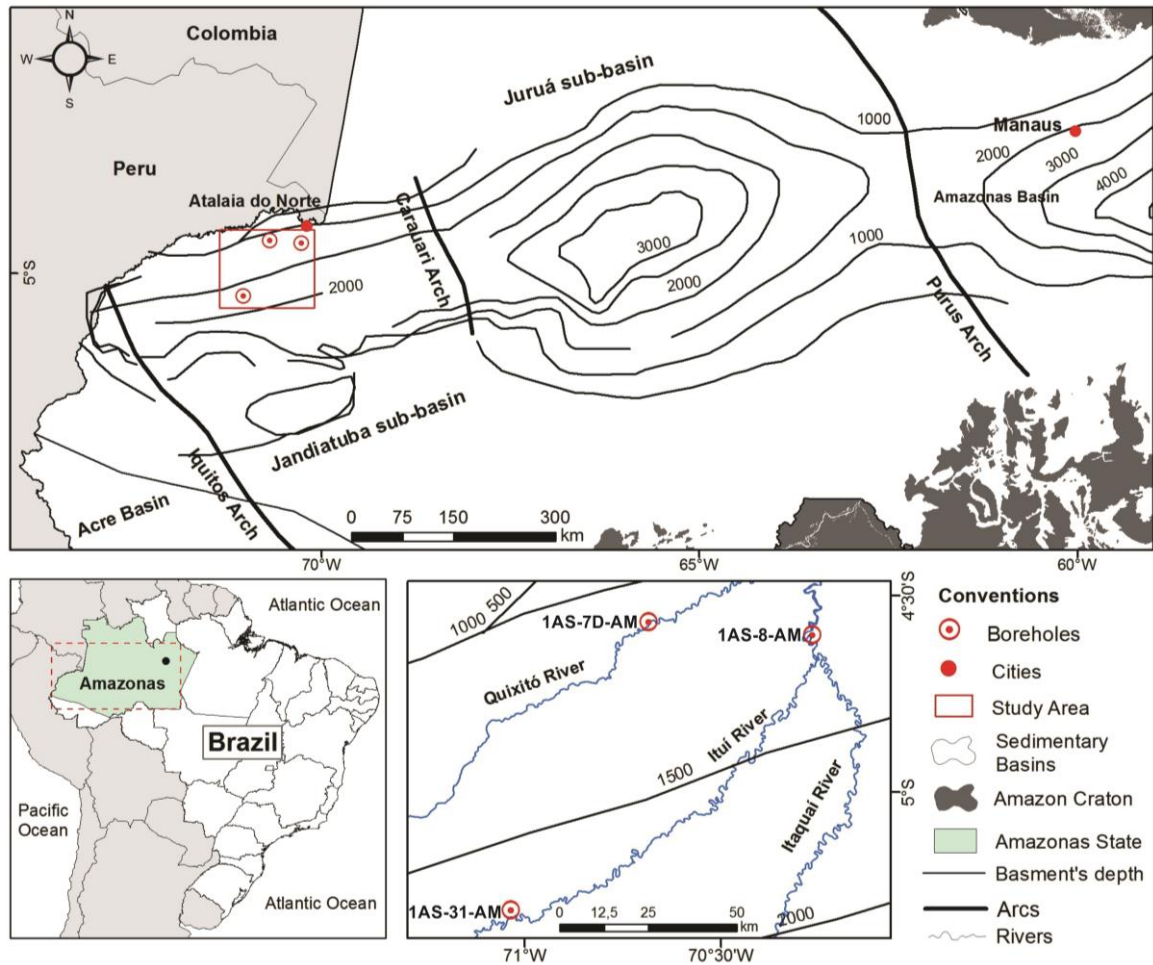 N
W
E
S
Colombia
Peru
Juruá sub-basin
1000
Manaus
2000
3000
4000
Amazonas Basin
Atalaia do Norte
Carauari Arch
3000
2000
1000
5°S
2000
Purus Arch
Jandiatuba sub-basin
Iquitos Arch
Acre Basin
0 75 150 300
km
70°W
65°W
60°W
Atlantic Ocean
Amazonas
Brazil
Pacific
Ocean
Atlantic Ocean
1000
500
1AS-7D-AM
1AS-8-AM
4°30'S
Quixitó River
Ituí River
1500
5°S
Itaquaí River
1AS-31-AM
0 12,5 25 50
km
2000
71°W
70°30'W
Conventions
Boreholes
Cities
Study Area
Sedimentary
Basins
Amazon Craton
Amazonas State
Basment's depth
Arcs
Rivers